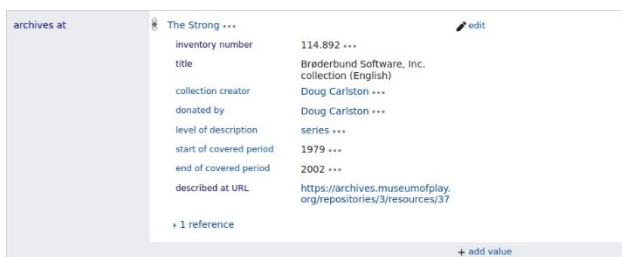 archives at
The Strong •••
edit
inventory number 114.892 •••
title Brøderbund Software, Inc.
collection (English)
collection creator Doug Carlston •••
donated by Doug Carlston •••
level of description series •••
start of covered period 1979 •••
end of covered period 2002 •••
described at URL https://archives.museumofplay.
org/repositories/3/resources/37
1 reference
+ add value